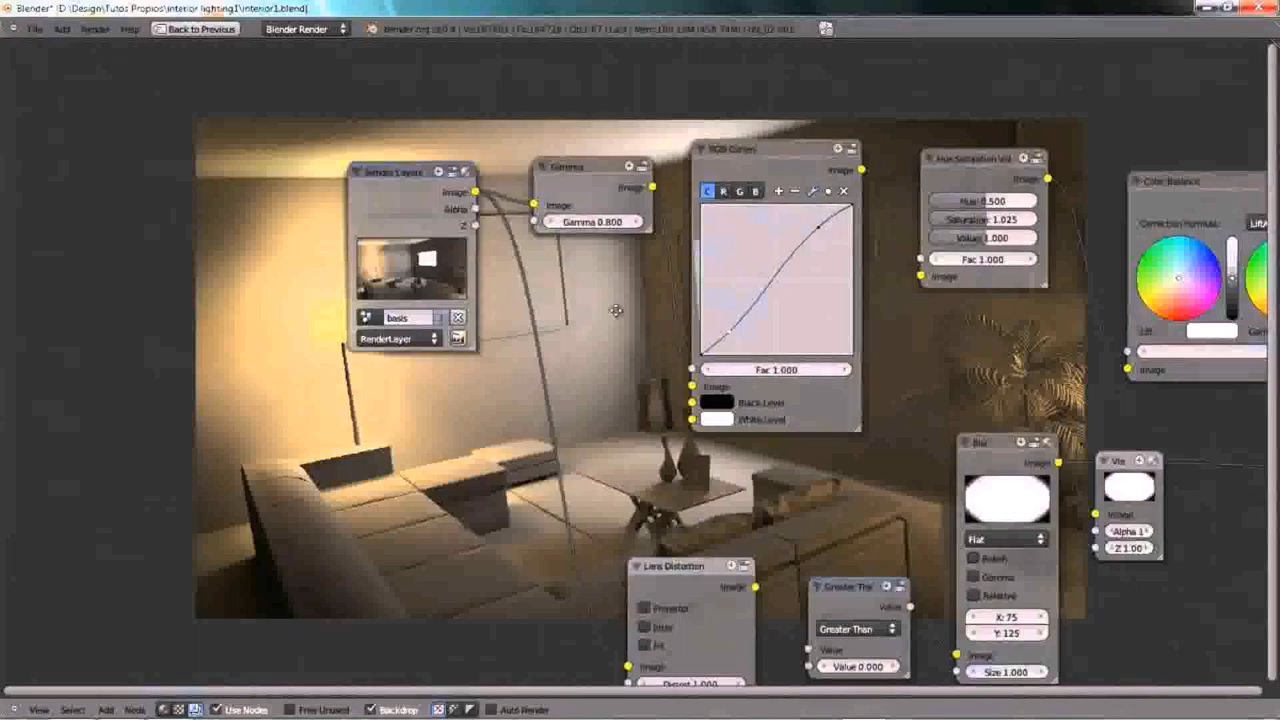 Blender* [D:\Design\Tutos Propios\interior lighting1\interior1.blend]
File Add Render Help Back to Previous Blender Render
Render Layers
Image
Alpha
Z
basis
RenderLayer
Gamma
Image
Image
Gamma 0.800
RGB Curves
Image
C R G B
Fac 1.000
Image
Black Level
White Level
Hue Saturation Val
Image
Hue: 0.500
Saturation: 1.025
Value: 1.000
Fac 1.000
Image
Color Balance
Correction Formula:
Lift
Image
Lens Distortion
Image
Projector
Jitter
Fit
Image
Distort 1.000
Greater Tha
Value
Greater Than
Value
Value 0.000
Blur
Image
Flat
Bokeh
Gamma
Relative
X: 75
Y: 125
Image
Size 1.000
Vie
Image
Alpha 1
Z 1.00
View Select Add Node Use Nodes Free Unused Backdrop Auto Render